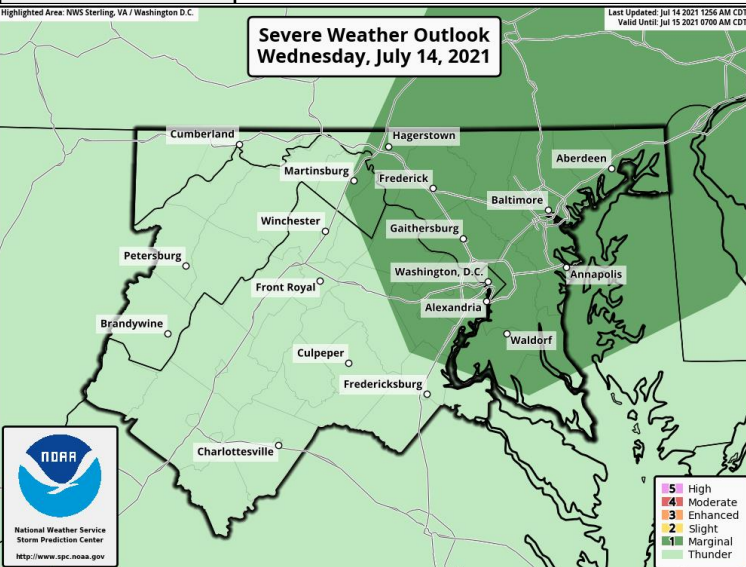 Highlighted Area: NWS Sterling, VA / Washington D.C.
Last Updated: Jul 14 2021 1256 AM CDT
Valid Until: Jul 15 2021 0700 AM CDT
Severe Weather Outlook
Wednesday, July 14, 2021
Cumberland
Hagerstown
Aberdeen
Martinsburg
Frederick
Baltimore
Winchester
Gaithersburg
Petersburg
Washington, D.C.
Annapolis
Front Royal
Alexandria
Brandywine
Waldorf
Culpeper
Fredericksburg
Charlottesville
NOAA
National Weather Service
Storm Prediction Center
http://www.spc.noaa.gov
5 High
4 Moderate
3 Enhanced
2 Slight
1 Marginal
Thunder